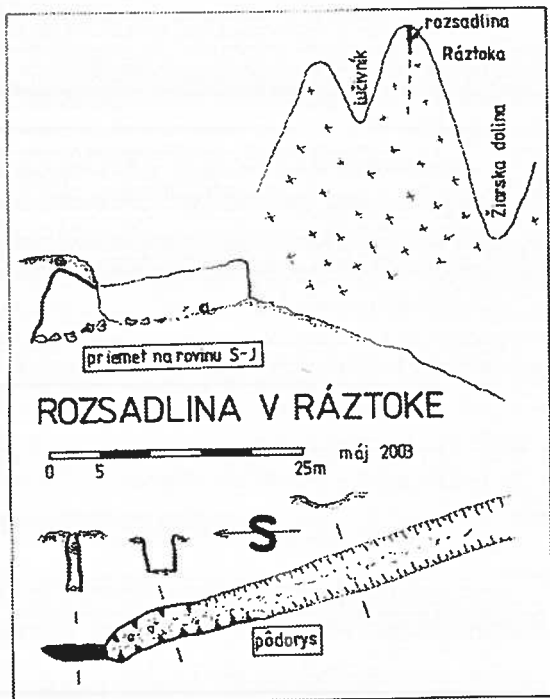 rozsadlina
Ráztoka
Lučivník
Žiarska dolina
priemet na rovinu S-J
ROZSADLINA V RÁZTOKE
0 5 25m
máj 2003
S
pôdorys